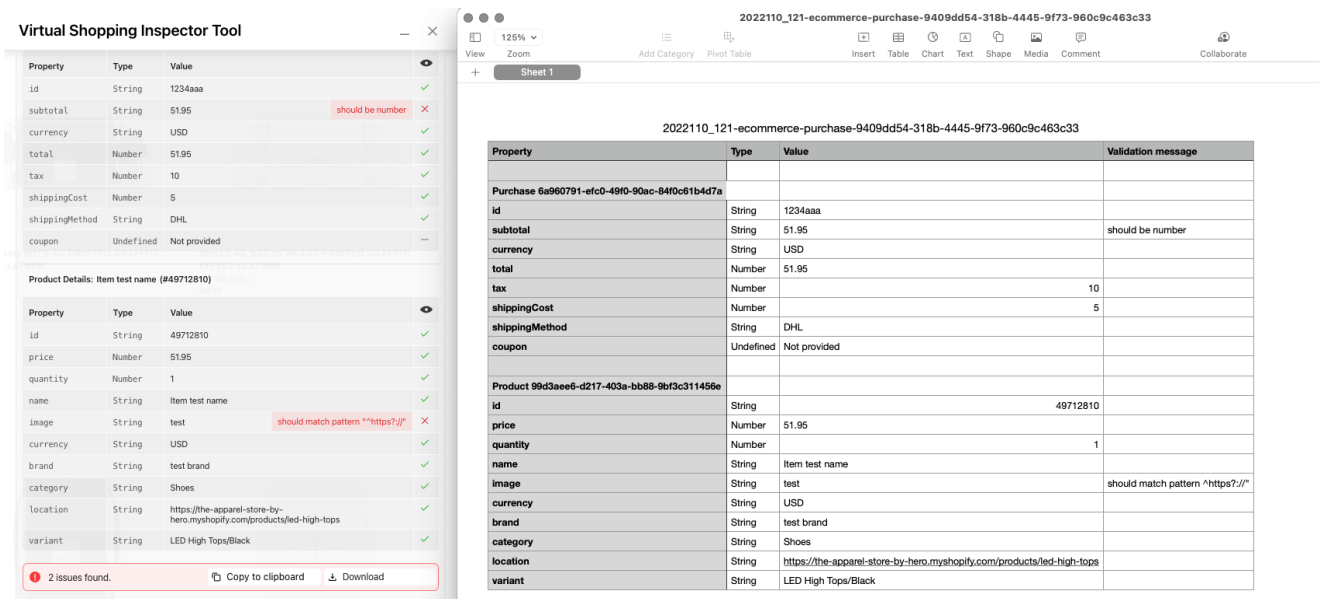 Virtual Shopping Inspector Tool
Property Type Value
id String 1234aaa
subtotal String 51.95 should be number
currency String USD
total Number 51.95
tax Number 10
shippingCost Number 5
shippingMethod String DHL
coupon Undefined Not provided
Product Details: Item test name (#49712810)
Property Type Value
id String 49712810
price Number 51.95
quantity Number 1
name String Item test name
image String test should match pattern "^https?://"
currency String USD
brand String test brand
category String Shoes
location String https://the-apparel-store-by-
hero.myshopify.com/products/led-high-tops
variant String LED High Tops/Black
2 issues found. Copy to clipboard Download
2022110_121-ecommerce-purchase-9409dd54-318b-4445-9f73-960c9c463c33
125%
View Zoom Add Category Pivot Table Insert Table Chart Text Shape Media Comment Collaborate
Sheet 1
2022110_121-ecommerce-purchase-9409dd54-318b-4445-9f73-960c9c463c33
Property Type Value Validation message
Purchase 6a960791-efc0-49f0-90ac-84f0c61b4d7a
id String 1234aaa
subtotal String 51.95 should be number
currency String USD
total Number 51.95
tax Number 10
shippingCost Number 5
shippingMethod String DHL
coupon Undefined Not provided
Product 99d3aee6-d217-403a-bb88-9bf3c311456e
id String 49712810
price Number 51.95
quantity Number 1
name String Item test name
image String test should match pattern ^https?://"
currency String USD
brand String test brand
category String Shoes
location String https://the-apparel-store-by-hero.myshopify.com/products/led-high-tops
variant String LED High Tops/Black